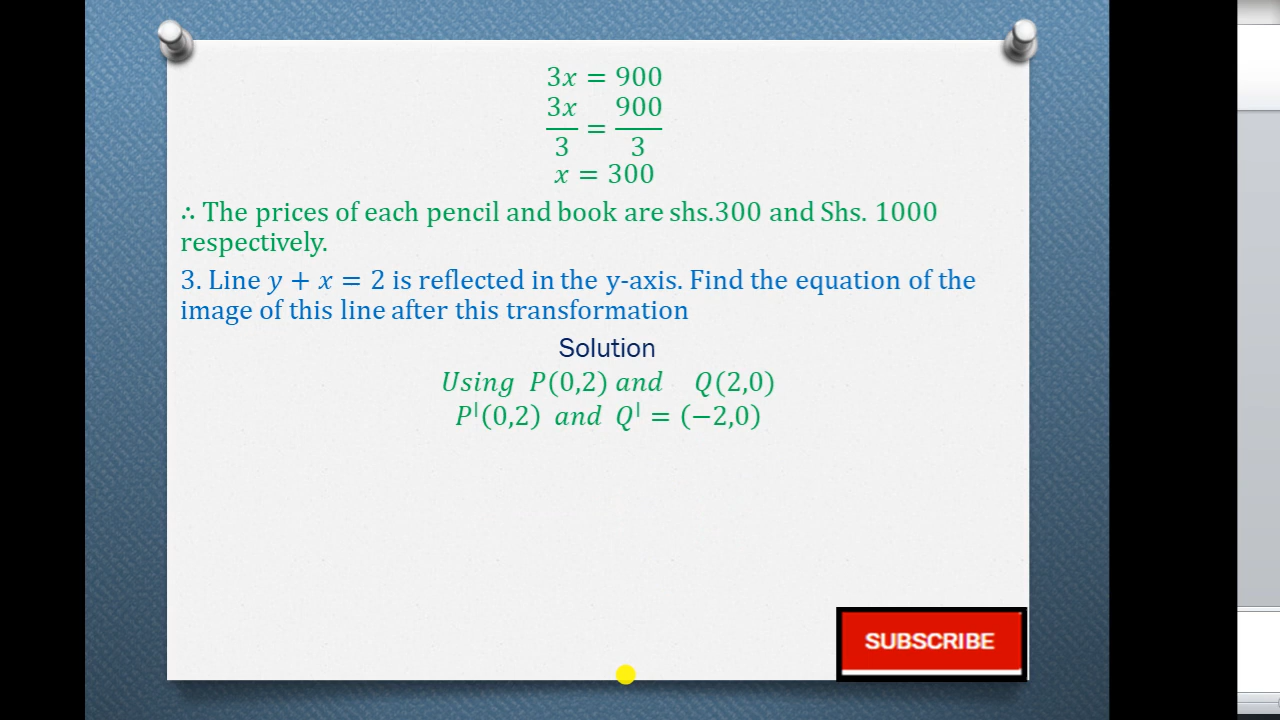 3x = 900
3x/3 = 900/3
x = 300
∴ The prices of each pencil and book are shs.300 and Shs. 1000
respectively.
3. Line y + x = 2 is reflected in the y-axis. Find the equation of the
image of this line after this transformation
Solution
Using P(0,2) and Q(2,0)
P|(0,2) and Q| = (−2,0)
SUBSCRIBE